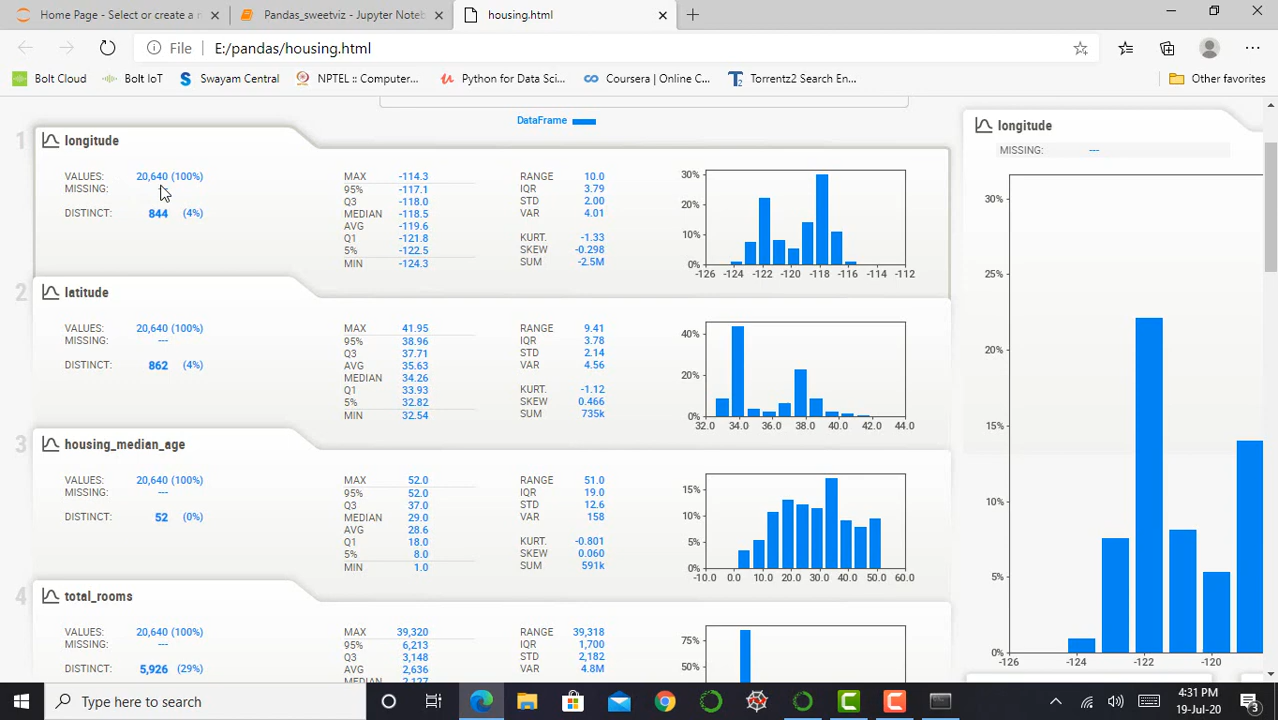 Home Page - Select or create a n
Pandas_sweetviz - Jupyter Noteb
housing.html
File
E:/pandas/housing.html
Bolt Cloud
Bolt IoT
Swayam Central
NPTEL :: Computer...
Python for Data Sci...
Coursera | Online C...
Torrentz2 Search En...
Other favorites
DataFrame
1
longitude
VALUES: 20,640 (100%)
MISSING:
DISTINCT: 844 (4%)
MAX -114.3
95% -117.1
Q3 -118.0
MEDIAN -118.5
AVG -119.6
Q1 -121.8
5% -122.5
MIN -124.3
RANGE 10.0
IQR 3.79
STD 2.00
VAR 4.01
KURT. -1.33
SKEW -0.298
SUM -2.5M
30%
20%
10%
0%
-126 -124 -122 -120 -118 -116 -114 -112
2
latitude
VALUES: 20,640 (100%)
MISSING: ---
DISTINCT: 862 (4%)
MAX 41.95
95% 38.96
Q3 37.71
AVG 35.63
MEDIAN 34.26
Q1 33.93
5% 32.82
MIN 32.54
RANGE 9.41
IQR 3.78
STD 2.14
VAR 4.56
KURT. -1.12
SKEW 0.466
SUM 735k
40%
20%
0%
32.0 34.0 36.0 38.0 40.0 42.0 44.0
3
housing_median_age
VALUES: 20,640 (100%)
MISSING: ---
DISTINCT: 52 (0%)
MAX 52.0
95% 52.0
Q3 37.0
MEDIAN 29.0
AVG 28.6
Q1 18.0
5% 8.0
MIN 1.0
RANGE 51.0
IQR 19.0
STD 12.6
VAR 158
KURT. -0.801
SKEW 0.060
SUM 591k
15%
10%
5%
0%
-10.0 0.0 10.0 20.0 30.0 40.0 50.0 60.0
4
total_rooms
VALUES: 20,640 (100%)
MISSING: ---
DISTINCT: 5,926 (29%)
MAX 39,320
95% 6,213
Q3 3,148
AVG 2,636
2,127
RANGE 39,318
IQR 1,700
STD 2,182
VAR 4.8M
75%
50%
longitude
MISSING: ---
30%
25%
20%
15%
10%
5%
0%
-126 -124 -122 -120
Type here to search
4:31 PM
19-Jul-20
3